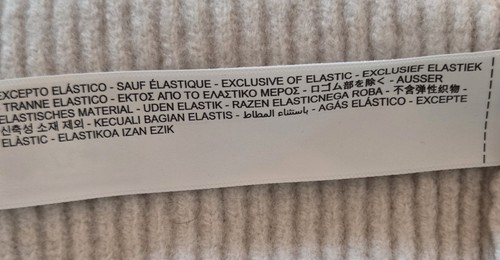 EXCEPTO ELÁSTICO - SAUF ÉLASTIQUE - EXCLUSIVE OF ELASTIC - EXCLUSIEF ELASTIEK
- TRANNE ELASTICO - ΕΚΤΟΣ ΑΠΟ ΤΟ ΕΛΑΣΤΙΚΟ ΜΕΡΟΣ - ロゴム部を除く - AUSSER
ELASTISCHES MATERIAL - UDEN ELASTIK - RAZEN ELASTICNEGA ROBA - 不含弹性织物 -
신축성 소재 제외 - KECUALI BAGIAN ELASTIS - باستثناء المطاط - AGÁS ELÁSTICO - EXCEPTE
ELÀSTIC - ELASTIKOA IZAN EZIK